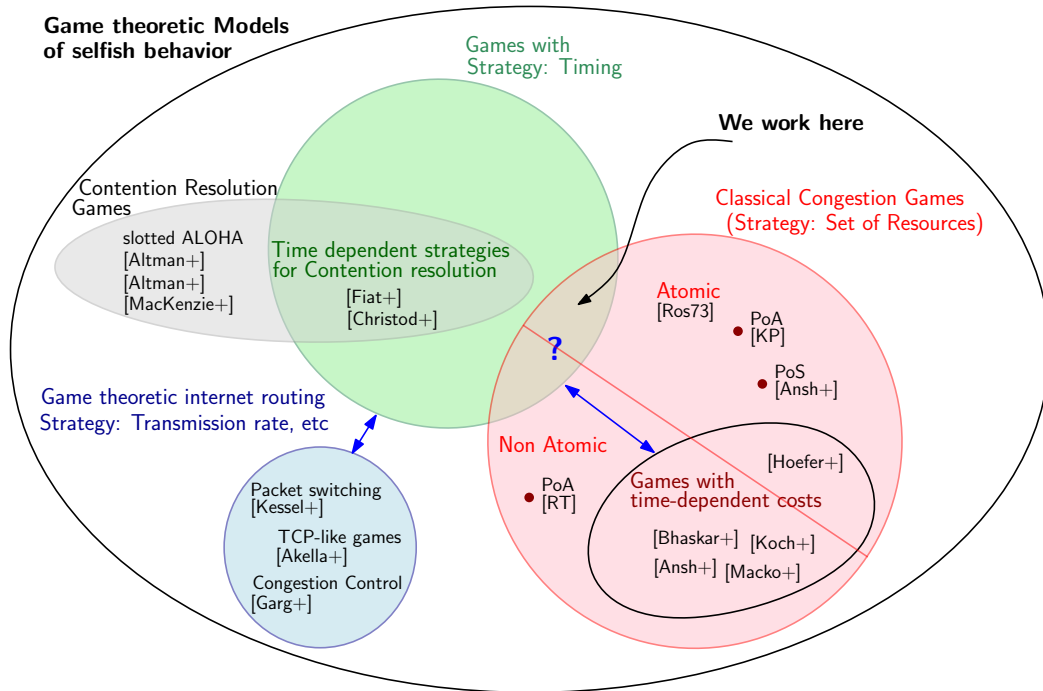 Game theoretic Models
of selfish behavior
Games with
Strategy: Timing
We work here
Contention Resolution
Games
slotted ALOHA
[Altman+]
[Altman+]
[MacKenzie+]
Time dependent strategies
for Contention resolution
[Fiat+]
[Christod+]
Classical Congestion Games
(Strategy: Set of Resources)
Atomic
[Ros73]
PoA
[KP]
PoS
[Ansh+]
?
Game theoretic internet routing
Strategy: Transmission rate, etc
Non Atomic
PoA
[RT]
[Hoefer+]
Games with
time-dependent costs
[Bhaskar+]
[Koch+]
[Ansh+]
[Macko+]
Packet switching
[Kessel+]
TCP-like games
[Akella+]
Congestion Control
[Garg+]